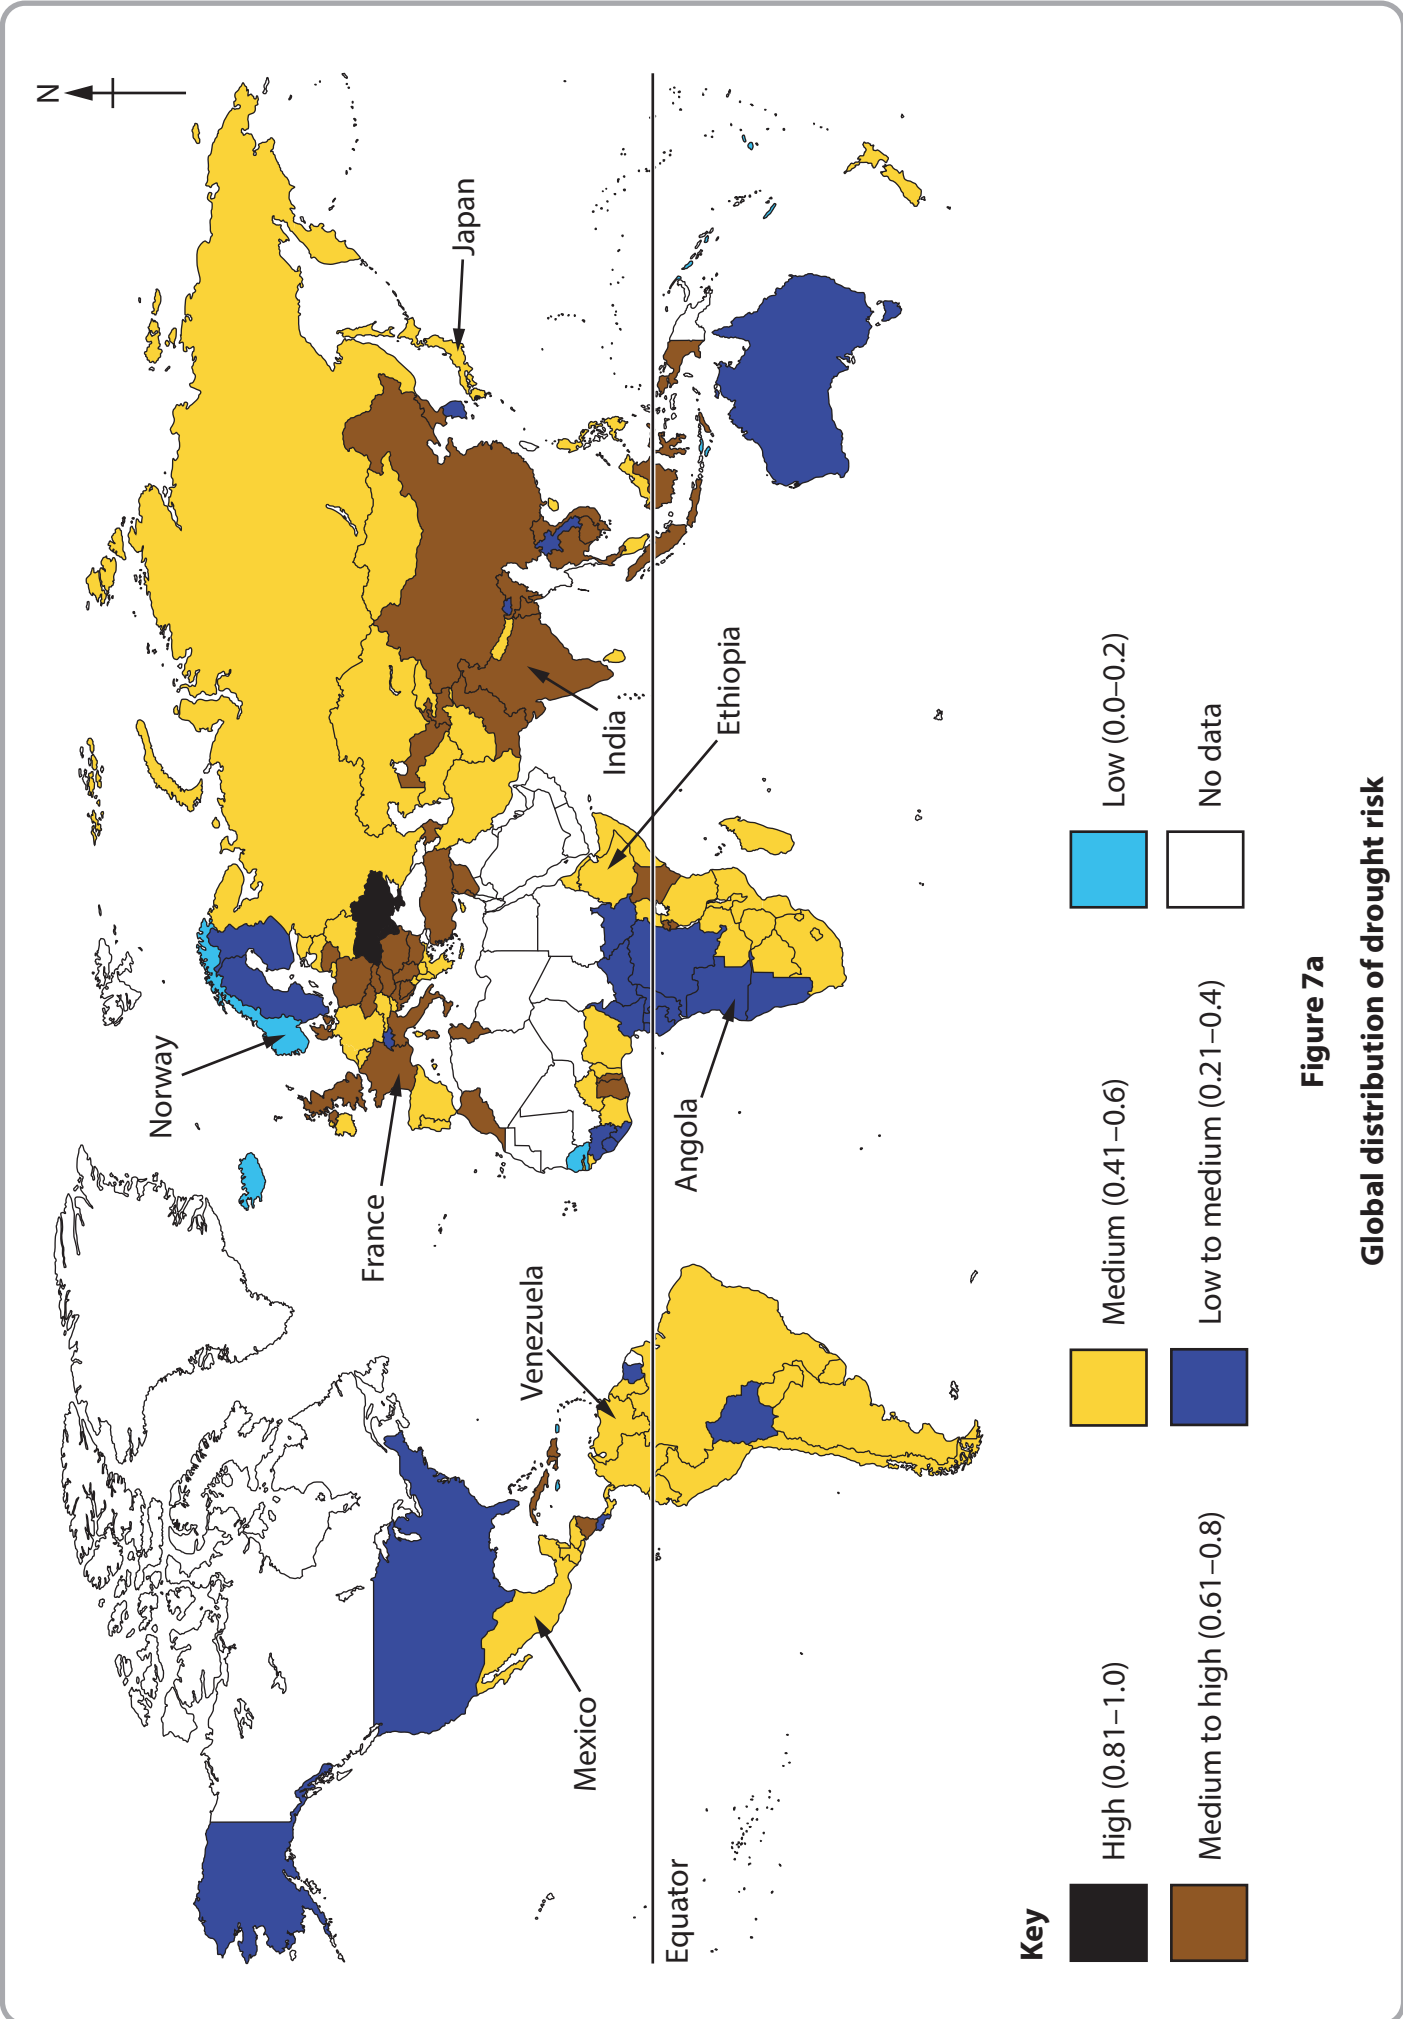 N
Norway
France
Japan
India
Ethiopia
Venezuela
Angola
Mexico
Equator
Key
High (0.81–1.0)
Medium (0.41–0.6)
Low (0.0–0.2)
Medium to high (0.61–0.8)
Low to medium (0.21–0.4)
No data
Figure 7a
Global distribution of drought risk